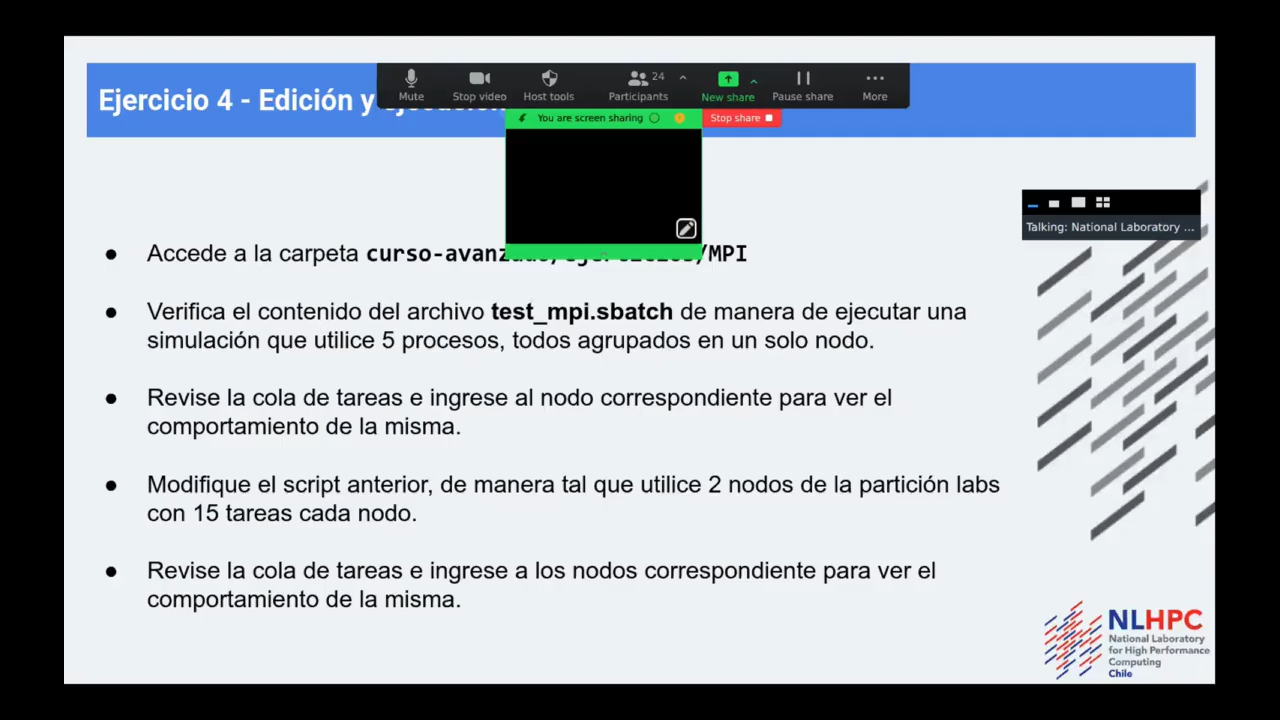 Mute
Stop video
Host tools
Participants
24
New share
Pause share
More
You are screen sharing
Stop share
Ejercicio 4 - Edición y
Talking: National Laboratory ...
● Accede a la carpeta
● Verifica el contenido del archivo test_mpi.sbatch de manera de ejecutar una
simulación que utilice 5 procesos, todos agrupados en un solo nodo.
● Revise la cola de tareas e ingrese al nodo correspondiente para ver el
comportamiento de la misma.
● Modifique el script anterior, de manera tal que utilice 2 nodos de la partición labs
con 15 tareas cada nodo.
● Revise la cola de tareas e ingrese a los nodos correspondiente para ver el
comportamiento de la misma.
NLHPC
National Laboratory
for High Performance
Computing
Chile